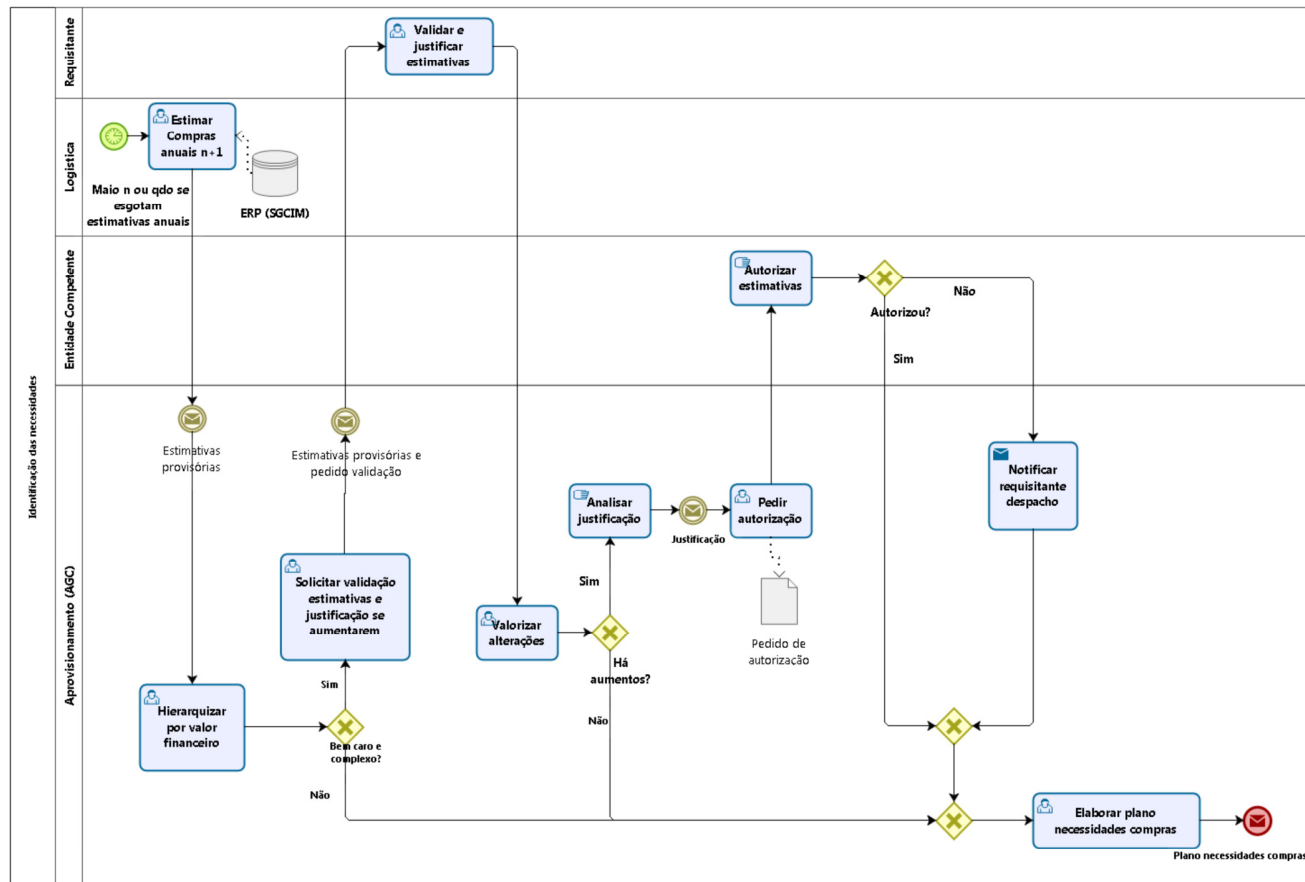 Identificação das necessidades
Requisitante
Validar e
justificar
estimativas
Logística
Estimar
Compras
anuais n+1
Maio n ou qdo se
esgotam
estimativas anuais
ERP (SGCIM)
Entidade Competente
Autorizar
estimativas
Autorizou?
Não
Sim
Aprovisionamento (AGC)
Estimativas
provisórias
Estimativas provisórias e
pedido validação
Notificar
requisitante
despacho
Analisar
justificação
Justificação
Pedir
autorização
Pedido de
autorização
Solicitar validação
estimativas e
justificação se
aumentarem
Sim
Valorizar
alterações
Sim
Há
aumentos?
Não
Hierarquizar
por valor
financeiro
Bem caro e
complexo?
Não
Elaborar plano
necessidades compras
Plano necessidades compras